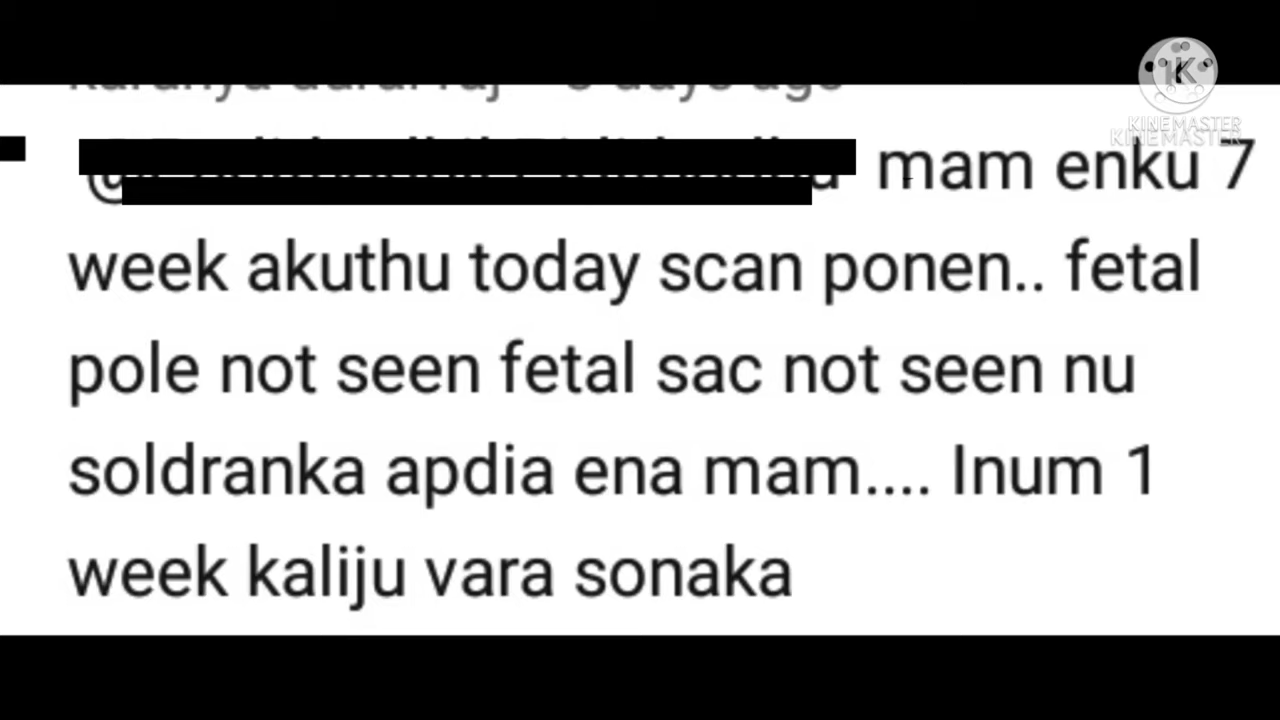 KINEMASTER
KINEMASTER
mam enku 7
week akuthu today scan ponen.. fetal
pole not seen fetal sac not seen nu
soldranka apdia ena mam.... Inum 1
week kaliju vara sonaka